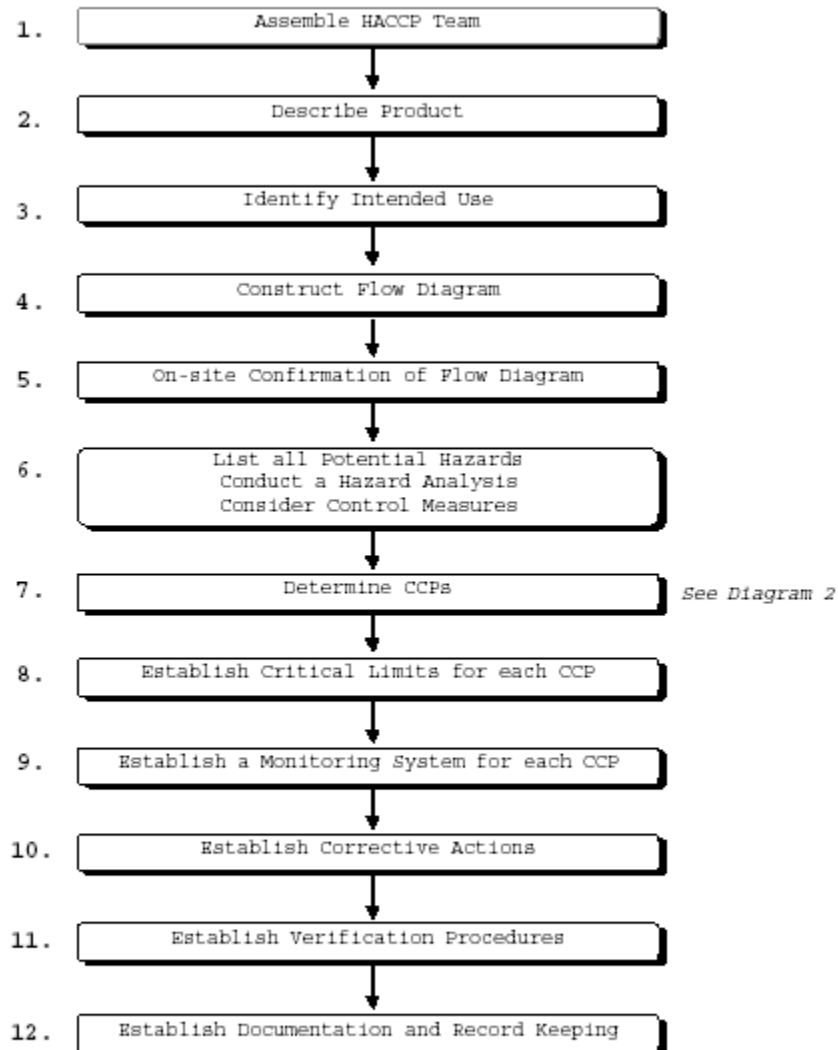 1. Assemble HACCP Team
2. Describe Product
3. Identify Intended Use
4. Construct Flow Diagram
5. On-site Confirmation of Flow Diagram
6. List all Potential Hazards
Conduct a Hazard Analysis
Consider Control Measures
7. Determine CCPs See Diagram 2
8. Establish Critical Limits for each CCP
9. Establish a Monitoring System for each CCP
10. Establish Corrective Actions
11. Establish Verification Procedures
12. Establish Documentation and Record Keeping